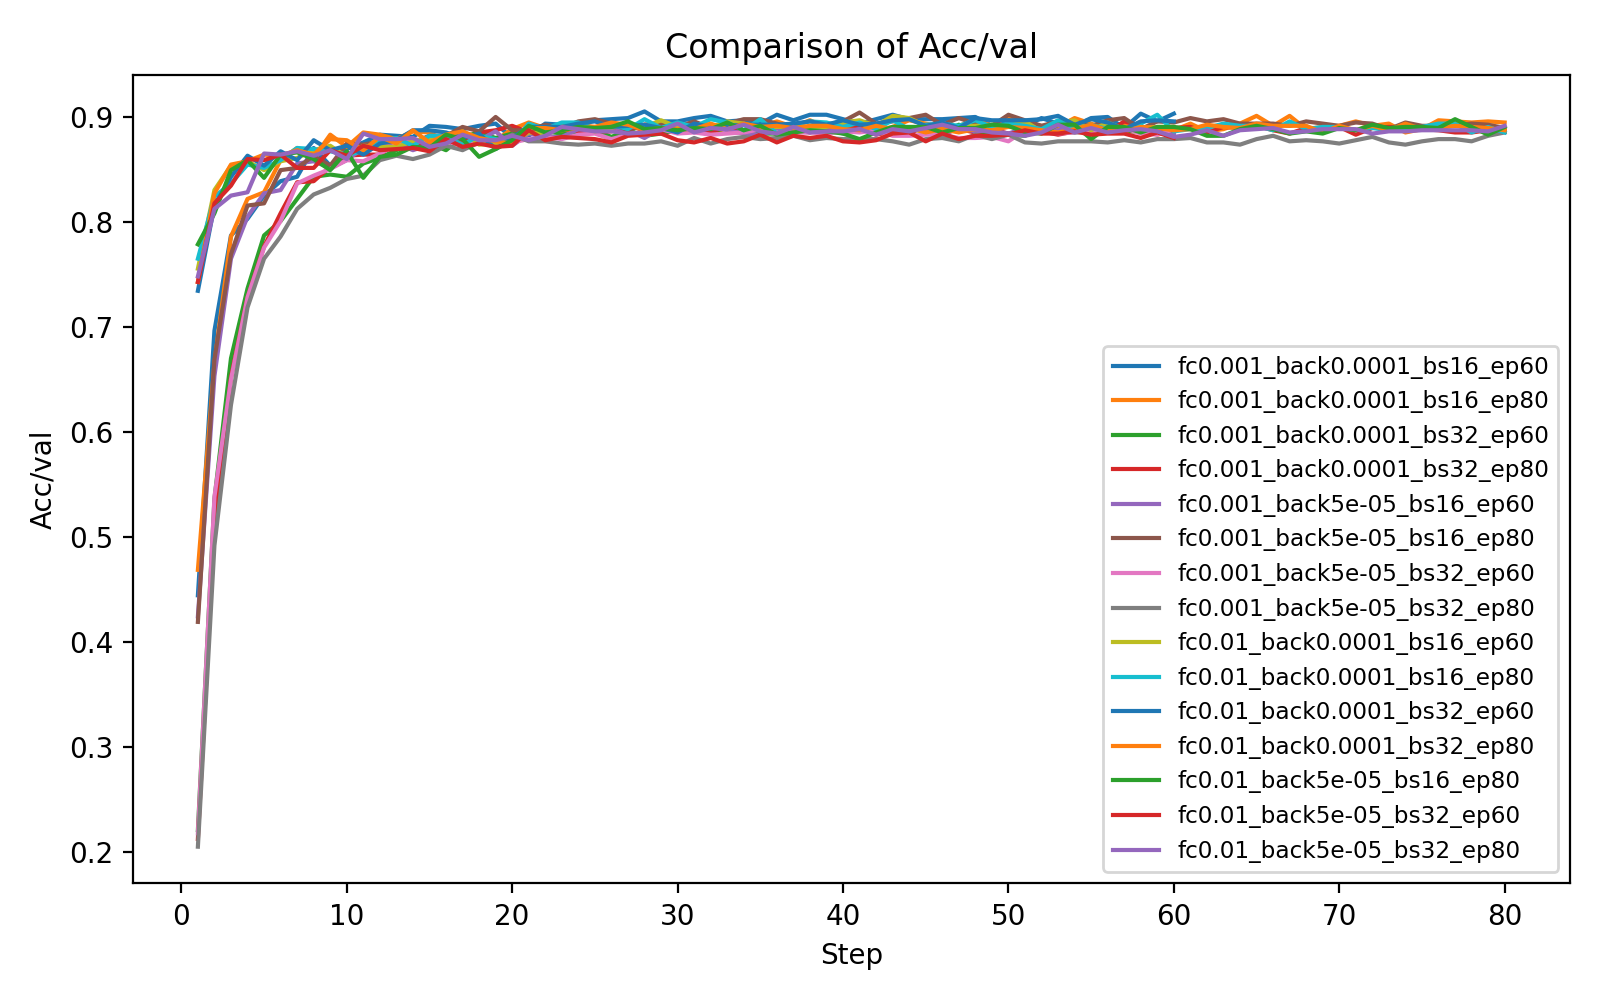 Comparison of Acc/val
Acc/val
0.9
0.8
0.7
0.6
0.5
0.4
0.3
0.2
fc0.001_back0.0001_bs16_ep60
fc0.001_back0.0001_bs16_ep80
fc0.001_back0.0001_bs32_ep60
fc0.001_back0.0001_bs32_ep80
fc0.001_back5e-05_bs16_ep60
fc0.001_back5e-05_bs16_ep80
fc0.001_back5e-05_bs32_ep60
fc0.001_back5e-05_bs32_ep80
fc0.01_back0.0001_bs16_ep60
fc0.01_back0.0001_bs16_ep80
fc0.01_back0.0001_bs32_ep60
fc0.01_back0.0001_bs32_ep80
fc0.01_back5e-05_bs16_ep80
fc0.01_back5e-05_bs32_ep60
fc0.01_back5e-05_bs32_ep80
0 10 20 30 40 50 60 70 80
Step